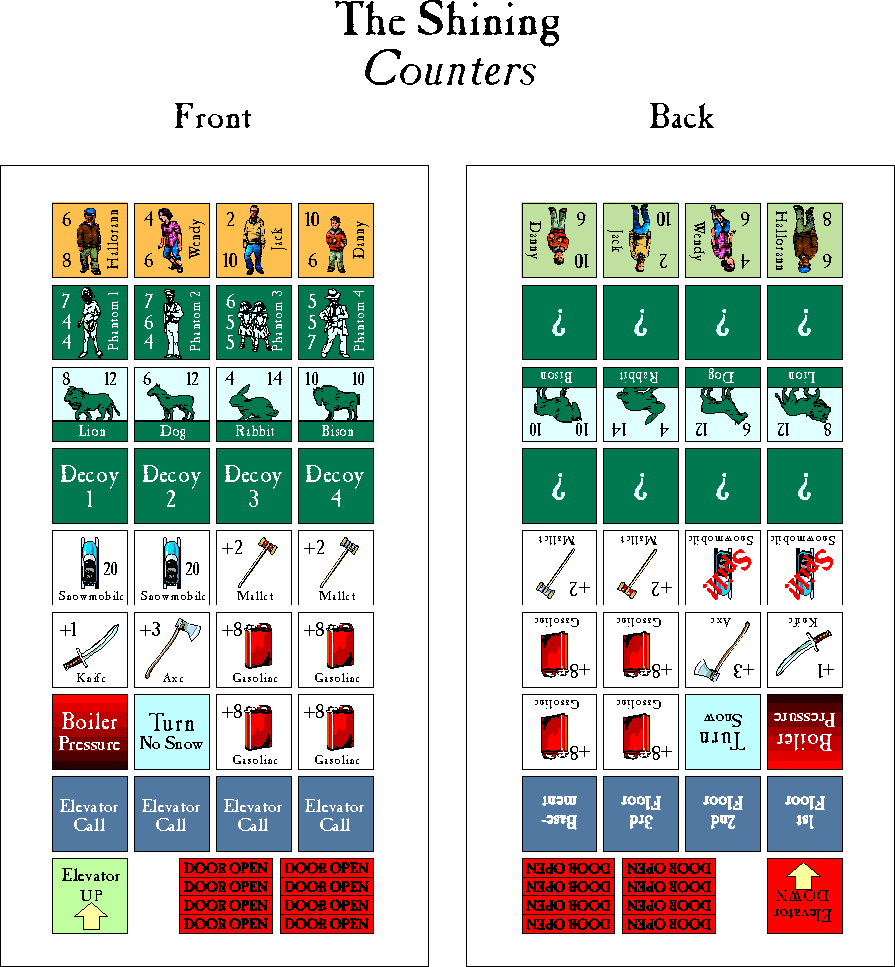 The Shining
Counters
Front
6
8
Hallorann
4
6
Wendy
2
10
Jack
10
6
Danny
7
4
4
Phantom 1
7
6
4
Phantom 2
6
5
5
Phantom 3
5
5
7
Phantom 4
8 12
Lion
6 12
Dog
4 14
Rabbit
10 10
Bison
Decoy
1
Decoy
2
Decoy
3
Decoy
4
20
Snowmobile
20
Snowmobile
+2
Mallet
+2
Mallet
+1
Knife
+3
Axe
+8
Gasoline
+8
Gasoline
Boiler
Pressure
Turn
No Snow
+8
Gasoline
+8
Gasoline
Elevator
Call
Elevator
Call
Elevator
Call
Elevator
Call
Elevator
UP
DOOR OPEN
DOOR OPEN
DOOR OPEN
DOOR OPEN
DOOR OPEN
DOOR OPEN
DOOR OPEN
DOOR OPEN
Back
10
6
Danny
2
10
Jack
4
6
Wendy
6
8
Hallorann
?
?
?
?
10 10
Bison
4 14
Rabbit
6 12
Dog
8 12
Lion
?
?
?
?
+2
Mallet
+2
Mallet
Snowmobile
Snowmobile
+8
Gasoline
+8
Gasoline
+3
Axe
+1
Knife
+8
Gasoline
+8
Gasoline
Turn
Snow
Boiler
Pressure
Base-
ment
3rd
Floor
2nd
Floor
1st
Floor
DOOR OPEN
DOOR OPEN
DOOR OPEN
DOOR OPEN
DOOR OPEN
DOOR OPEN
DOOR OPEN
DOOR OPEN
Elevator
DOWN